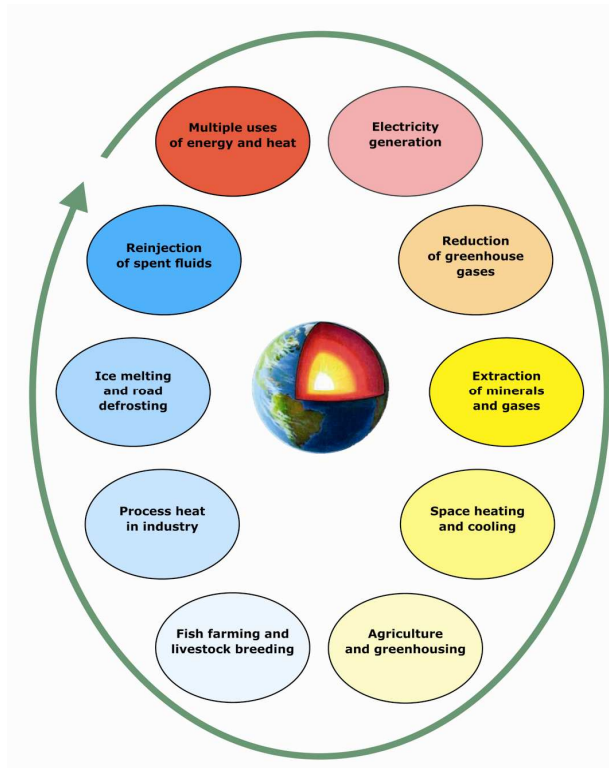 Multiple uses
of energy and heat
Electricity
generation
Reduction
of greenhouse
gases
Extraction
of minerals
and gases
Space heating
and cooling
Agriculture
and greenhousing
Fish farming and
livestock breeding
Process heat
in industry
Ice melting
and road
defrosting
Reinjection
of spent fluids